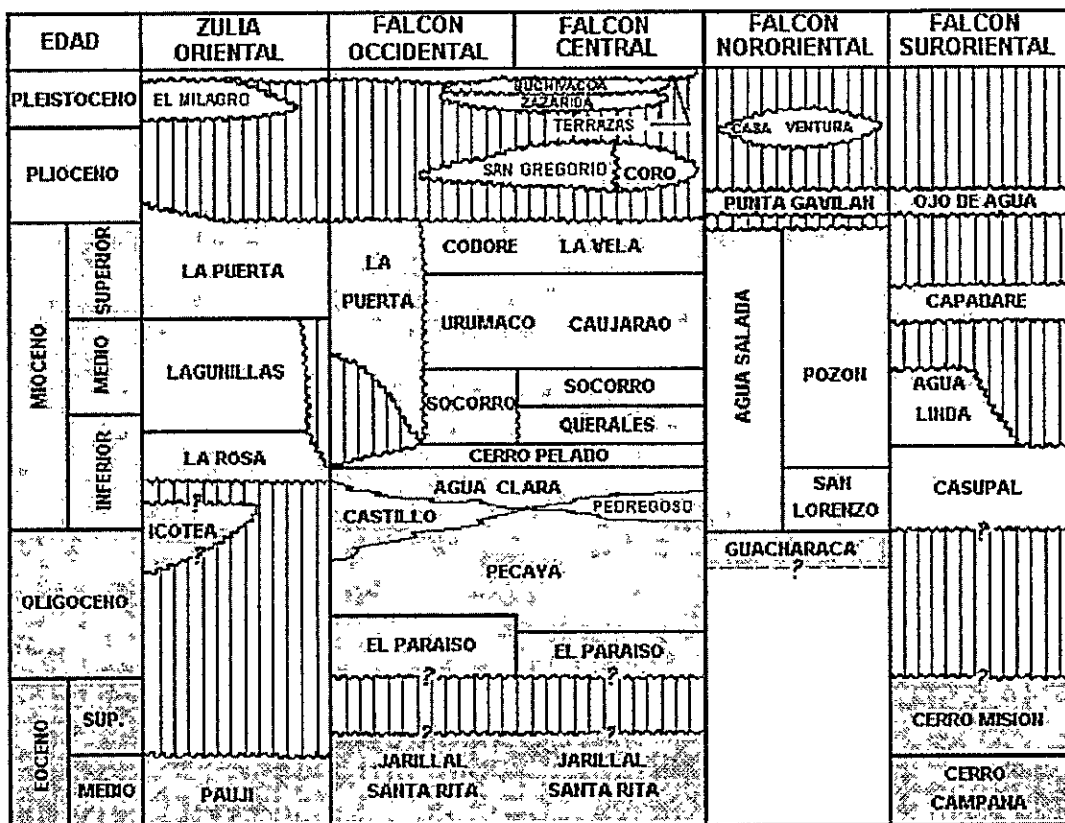 EDAD
ZULIA ORIENTAL
FALCON OCCIDENTAL
FALCON CENTRAL
FALCON NORORIENTAL
FALCON SURORIENTAL
PLEISTOCENO
EL MILAGRO
ZAZARIDA
TERRAZAS
CASA VENTURA
PLIOCENO
SAN GREGORIO
CORO
PUNTA GAVILAN
OJO DE AGUA
MIOCENO
SUPERIOR
LA PUERTA
LA
PUERTA
CODORE
LA VELA
CAPADARE
URUMACO
CAUJARAO
AGUA SALADA
POZON
MEDIO
LAGUNILLAS
SOCORRO
SOCORRO
QUERALES
AGUA
LINDA
INFERIOR
LA ROSA
CERRO PELADO
AGUA CLARA
SAN
LORENZO
CASUPAL
?
ICOTEA
?
CASTILLO
PEDREGOSO
?
OLIGOCENO
PECAYA
GUACHARACA
?
EL PARAISO
EL PARAISO
?
?
?
EOCENO
SUP.
?
?
CERRO MISION
MEDIO
PAUJI
JARILLAL
SANTA RITA
JARILLAL
SANTA RITA
CERRO
CAMPANA